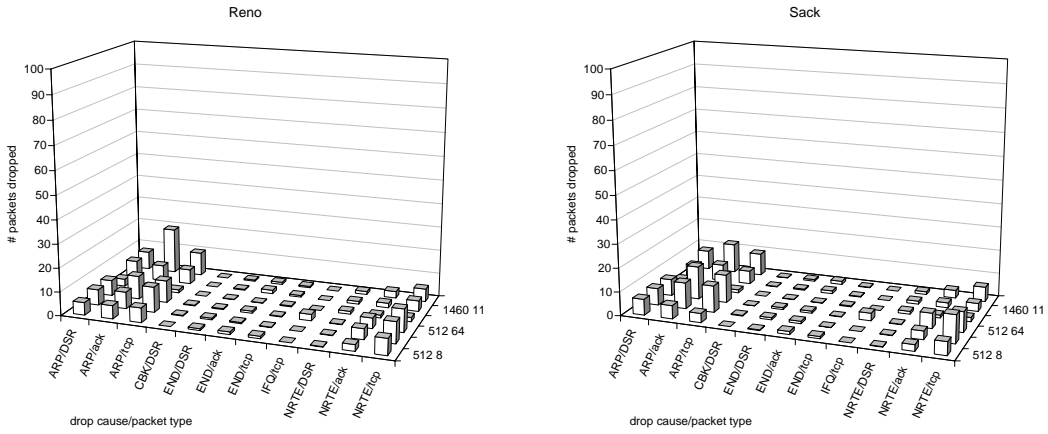 Reno
# packets dropped
100
90
80
70
60
50
40
30
20
10
0
ARP/DSR
ARP/ack
ARP/tcp
CBK/DSR
END/DSR
END/ack
END/tcp
IFQ/tcp
NRTE/DSR
NRTE/ack
NRTE/tcp
512 8
512 64
1460 11
drop cause/packet type
Sack
# packets dropped
100
90
80
70
60
50
40
30
20
10
0
ARP/DSR
ARP/ack
ARP/tcp
CBK/DSR
END/DSR
END/ack
END/tcp
IFQ/tcp
NRTE/DSR
NRTE/ack
NRTE/tcp
512 8
512 64
1460 11
drop cause/packet type